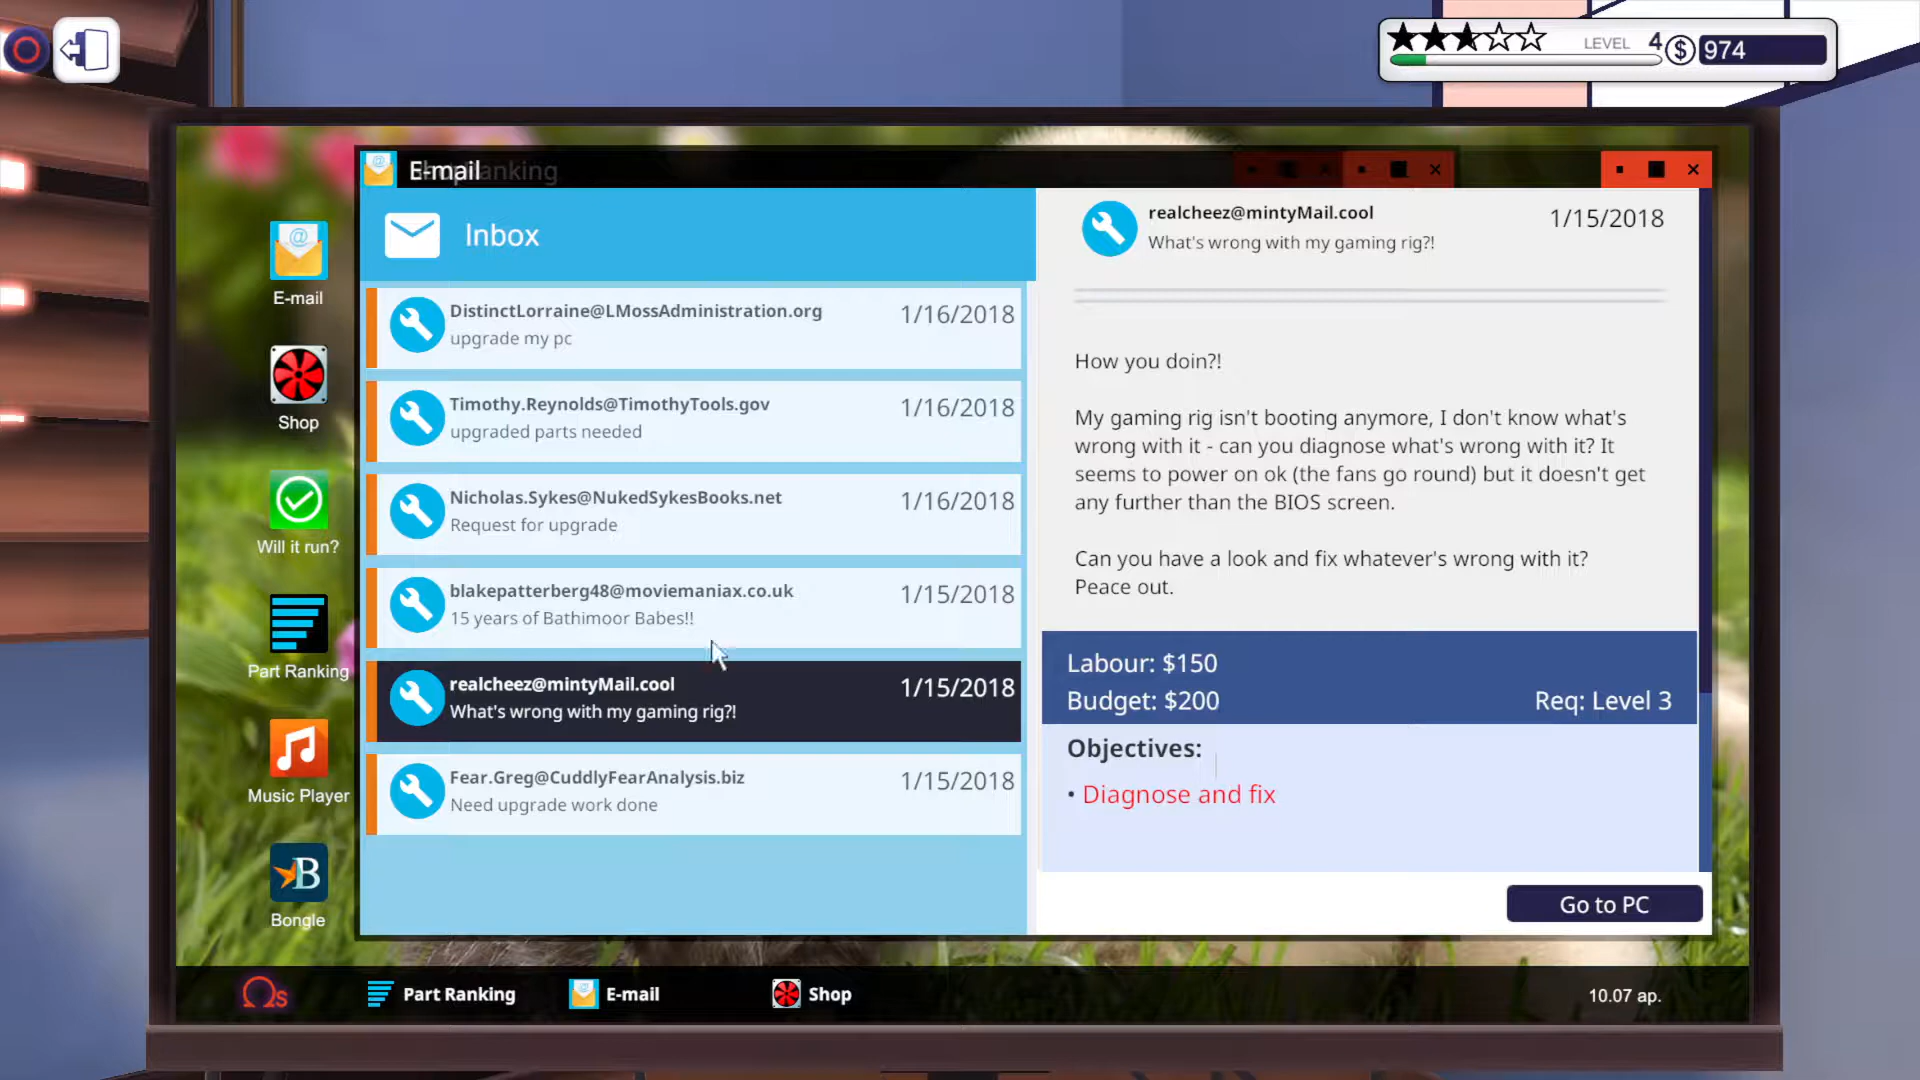 LEVEL 4 $ 974
E-mail
Inbox
DistinctLorraine@LMossAdministration.org 1/16/2018
upgrade my pc
Timothy.Reynolds@TimothyTools.gov 1/16/2018
upgraded parts needed
Nicholas.Sykes@NukedSykesBooks.net 1/16/2018
Request for upgrade
blakepatterberg48@moviemaniax.co.uk 1/15/2018
15 years of Bathimoor Babes!!
realcheez@mintyMail.cool 1/15/2018
What's wrong with my gaming rig?!
Fear.Greg@CuddlyFearAnalysis.biz 1/15/2018
Need upgrade work done
realcheez@mintyMail.cool 1/15/2018
What's wrong with my gaming rig?!
How you doin?!
My gaming rig isn't booting anymore, I don't know what's
wrong with it - can you diagnose what's wrong with it? It
seems to power on ok (the fans go round) but it doesn't get
any further than the BIOS screen.
Can you have a look and fix whatever's wrong with it?
Peace out.
Labour: $150
Budget: $200 Req: Level 3
Objectives:
• Diagnose and fix
Go to PC
E-mail
Shop
Will it run?
Part Ranking
Music Player
B
Bongle
Ωs Part Ranking E-mail Shop 10.07 ap.